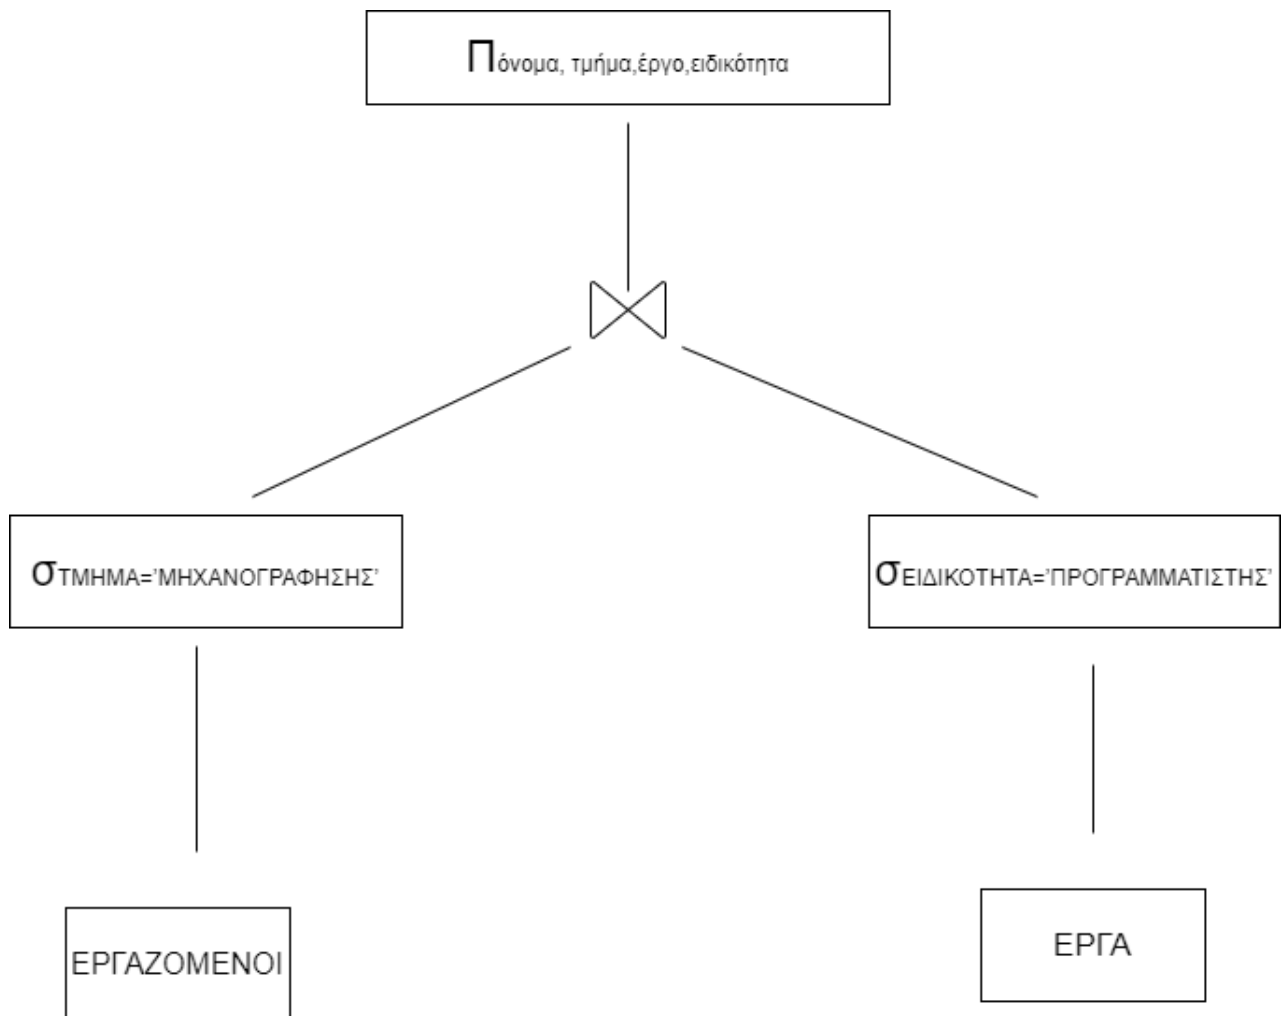 Πόνομα, τμήμα,έργο,ειδικότητα
σΤΜΗΜΑ='ΜΗΧΑΝΟΓΡΑΦΗΣΗΣ'
σΕΙΔΙΚΟΤΗΤΑ='ΠΡΟΓΡΑΜΜΑΤΙΣΤΗΣ'
ΕΡΓΑΖΟΜΕΝΟΙ
ΕΡΓΑ